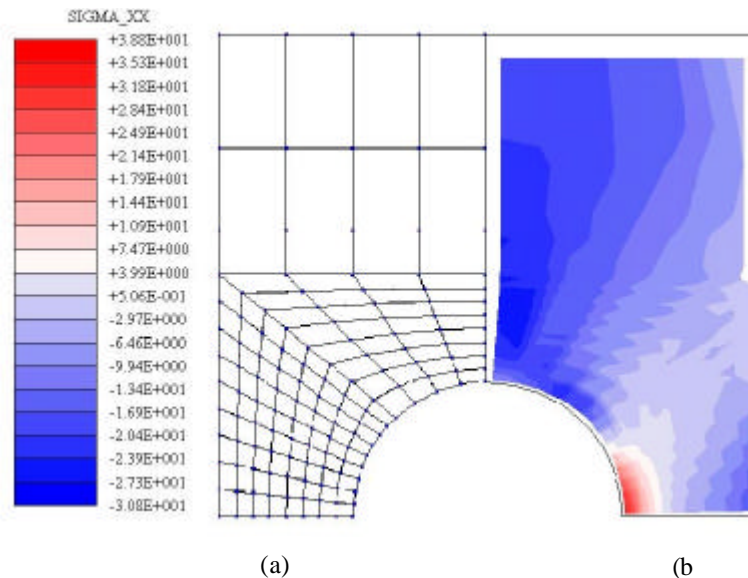 SIGMA_XX
+3.88E+001
+3.53E+001
+3.18E+001
+2.84E+001
+2.49E+001
+2.14E+001
+1.79E+001
+1.44E+001
+1.09E+001
+7.47E+000
+3.99E+000
+5.06E-001
-2.97E+000
-6.46E+000
-9.94E+000
-1.34E+001
-1.69E+001
-2.04E+001
-2.39E+001
-2.73E+001
-3.08E+001
(a)
(b